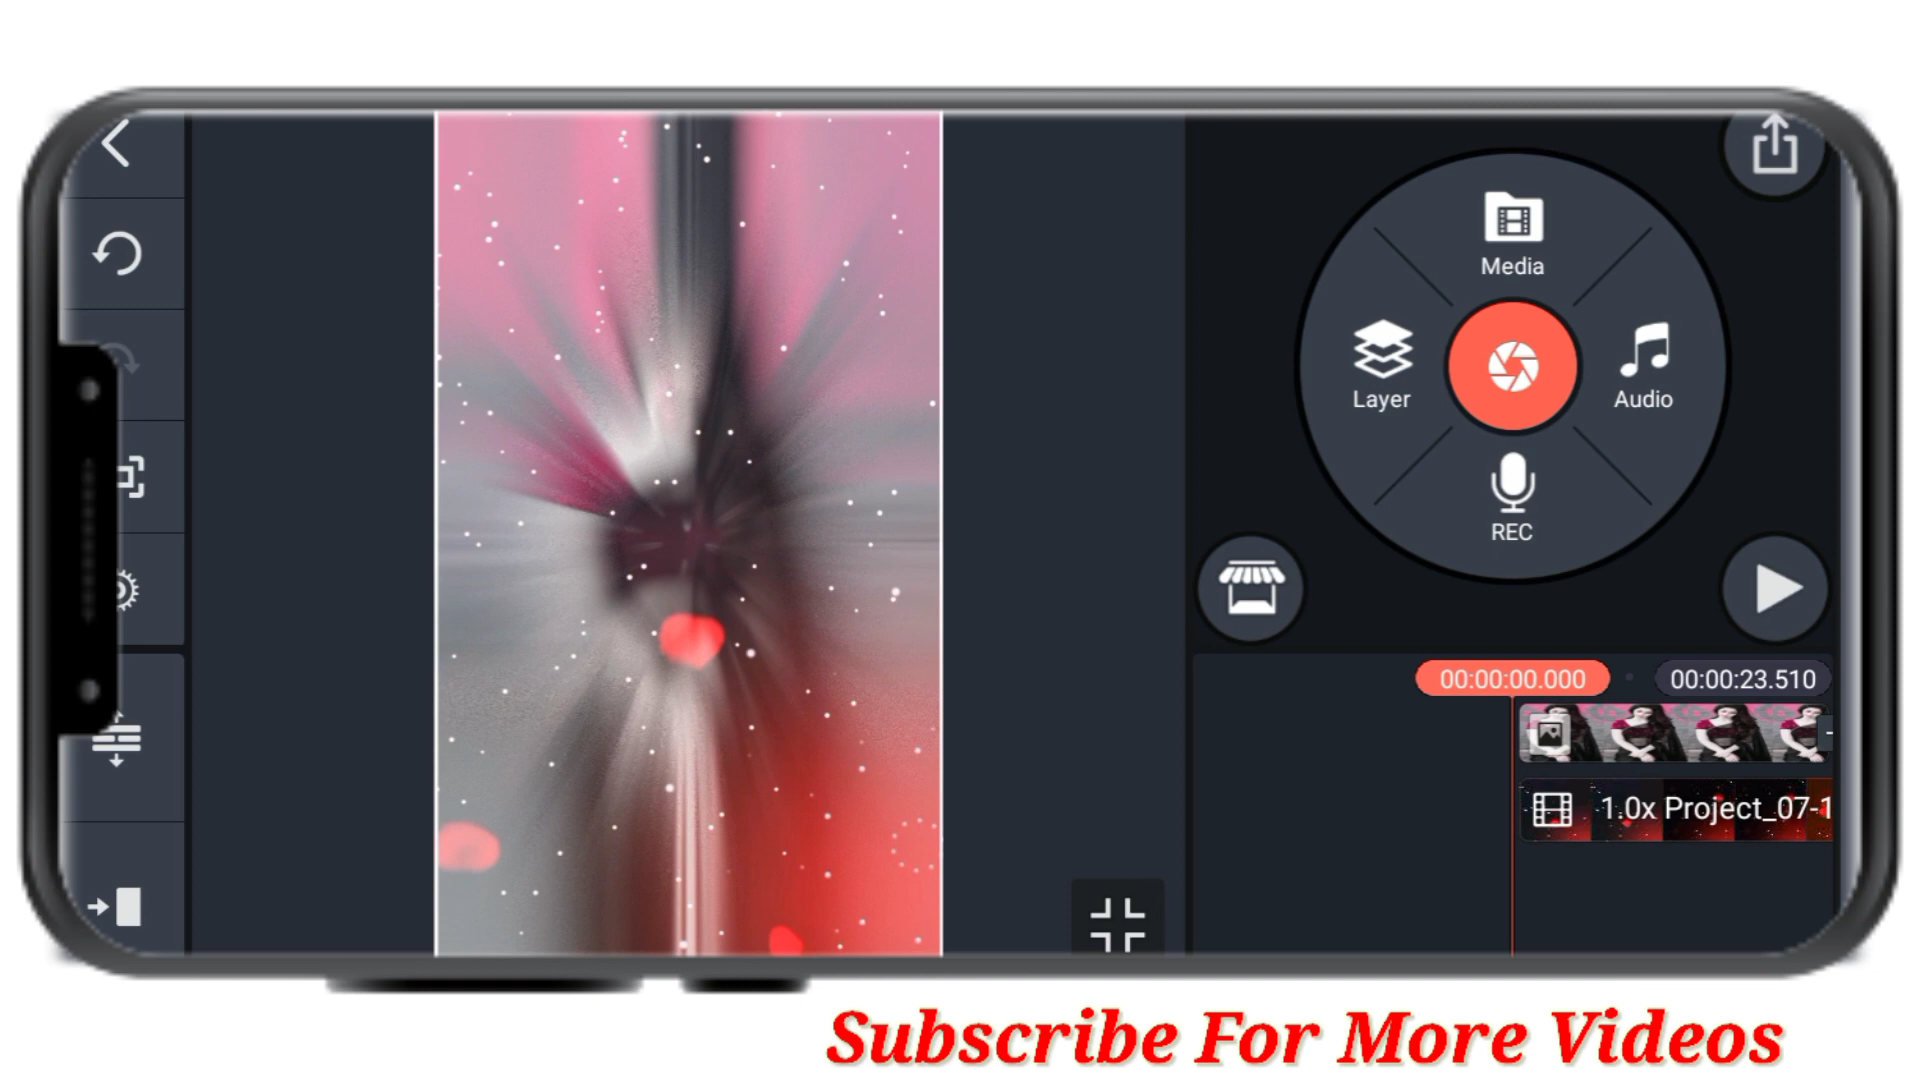 Media
Layer
Audio
REC
00:00:00.000
00:00:23.510
1.0x Project_07-1
Subscribe For More Videos